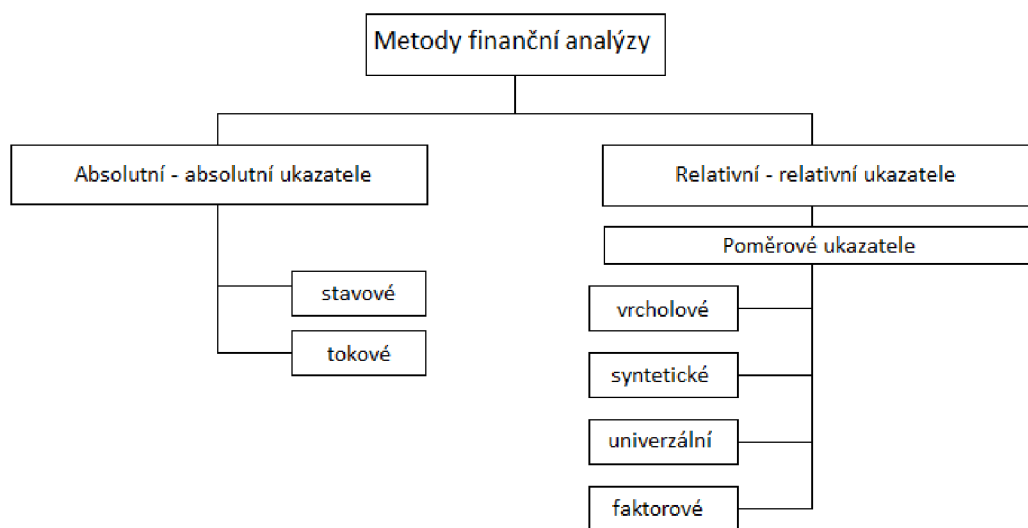 Metody finanční analýzy
Absolutní - absolutní ukazatele
Relativní - relativní ukazatele
Poměrové ukazatele
stavové
tokové
vrcholové
syntetické
univerzální
faktorové